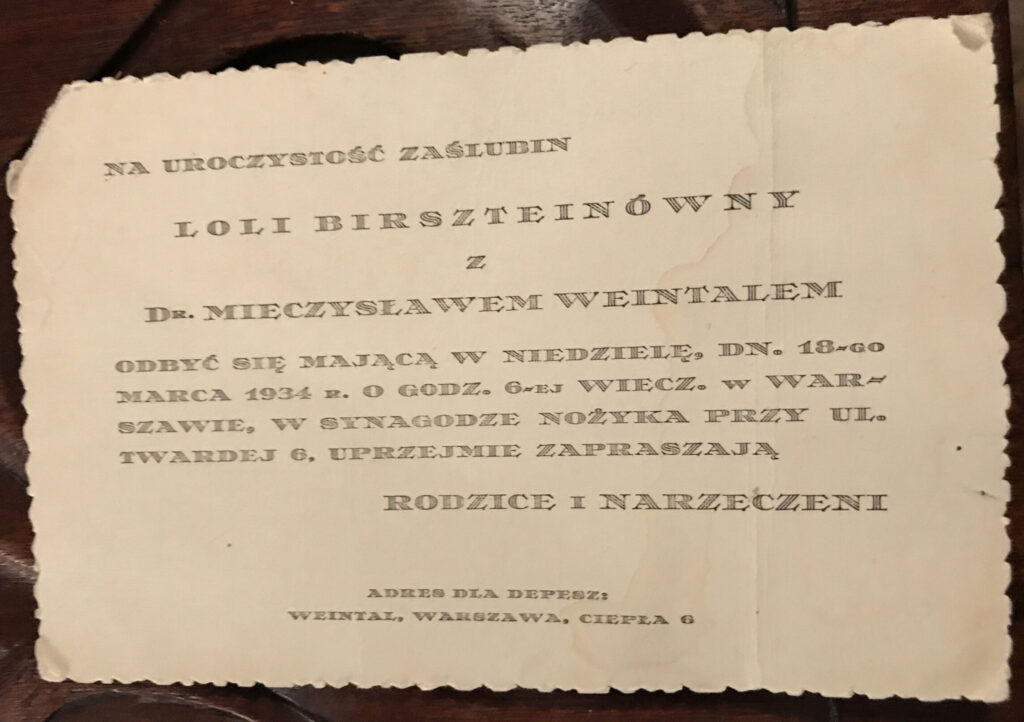 NA UROCZYSTOŚĆ ZAŚLUBIN
LOLI BIRSZTEINÓWNY
Z
DR. MIECZYSŁAWEM WEINTALEM
ODBYĆ SIĘ MAJĄCĄ W NIEDZIELĘ, DN. 18-GO
MARCA 1934 R. O GODZ. 6-EJ WIECZ. W WAR-
SZAWIE, W SYNAGODZE NOŻYKA PRZY UL.
TWARDEJ 6, UPRZEJMIE ZAPRASZAJĄ
RODZICE I NARZECZENI
ADRES DLA DEPESZ:
WEINTAL, WARSZAWA, CIEPŁA 6